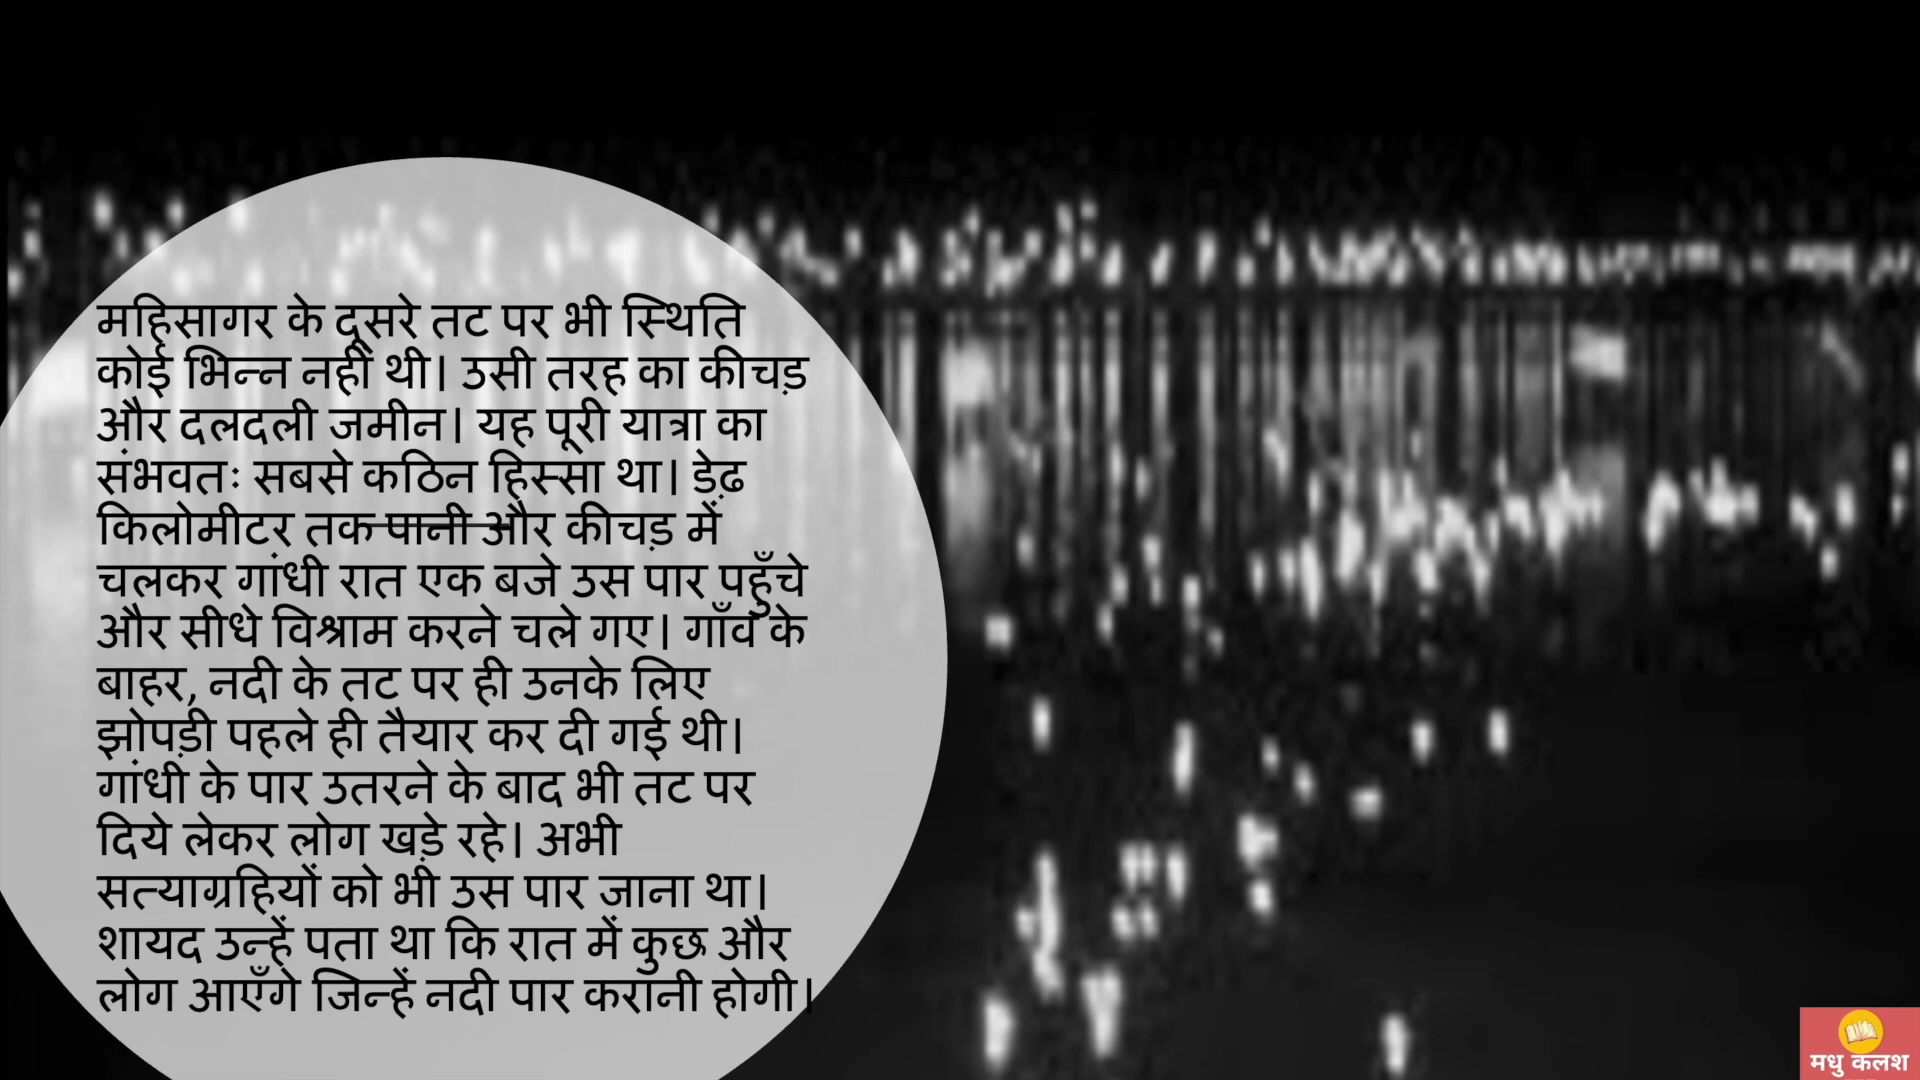 महिसागर के दूसरे तट पर भी स्थिति
कोई भिन्न नहीं थी। उसी तरह का कीचड़
और दलदली जमीन। यह पूरी यात्रा का
संभवतः सबसे कठिन हिस्सा था। डेढ़
किलोमीटर तक पानी और कीचड़ में
चलकर गांधी रात एक बजे उस पार पहुँचे
और सीधे विश्राम करने चले गए। गाँव के
बाहर, नदी के तट पर ही उनके लिए
झोपड़ी पहले ही तैयार कर दी गई थी।
गांधी के पार उतरने के बाद भी तट पर
दिये लेकर लोग खड़े रहे। अभी
सत्याग्रहियों को भी उस पार जाना था।
शायद उन्हें पता था कि रात में कुछ और
लोग आएँगे जिन्हें नदी पार करानी होगी।
मधु कलश